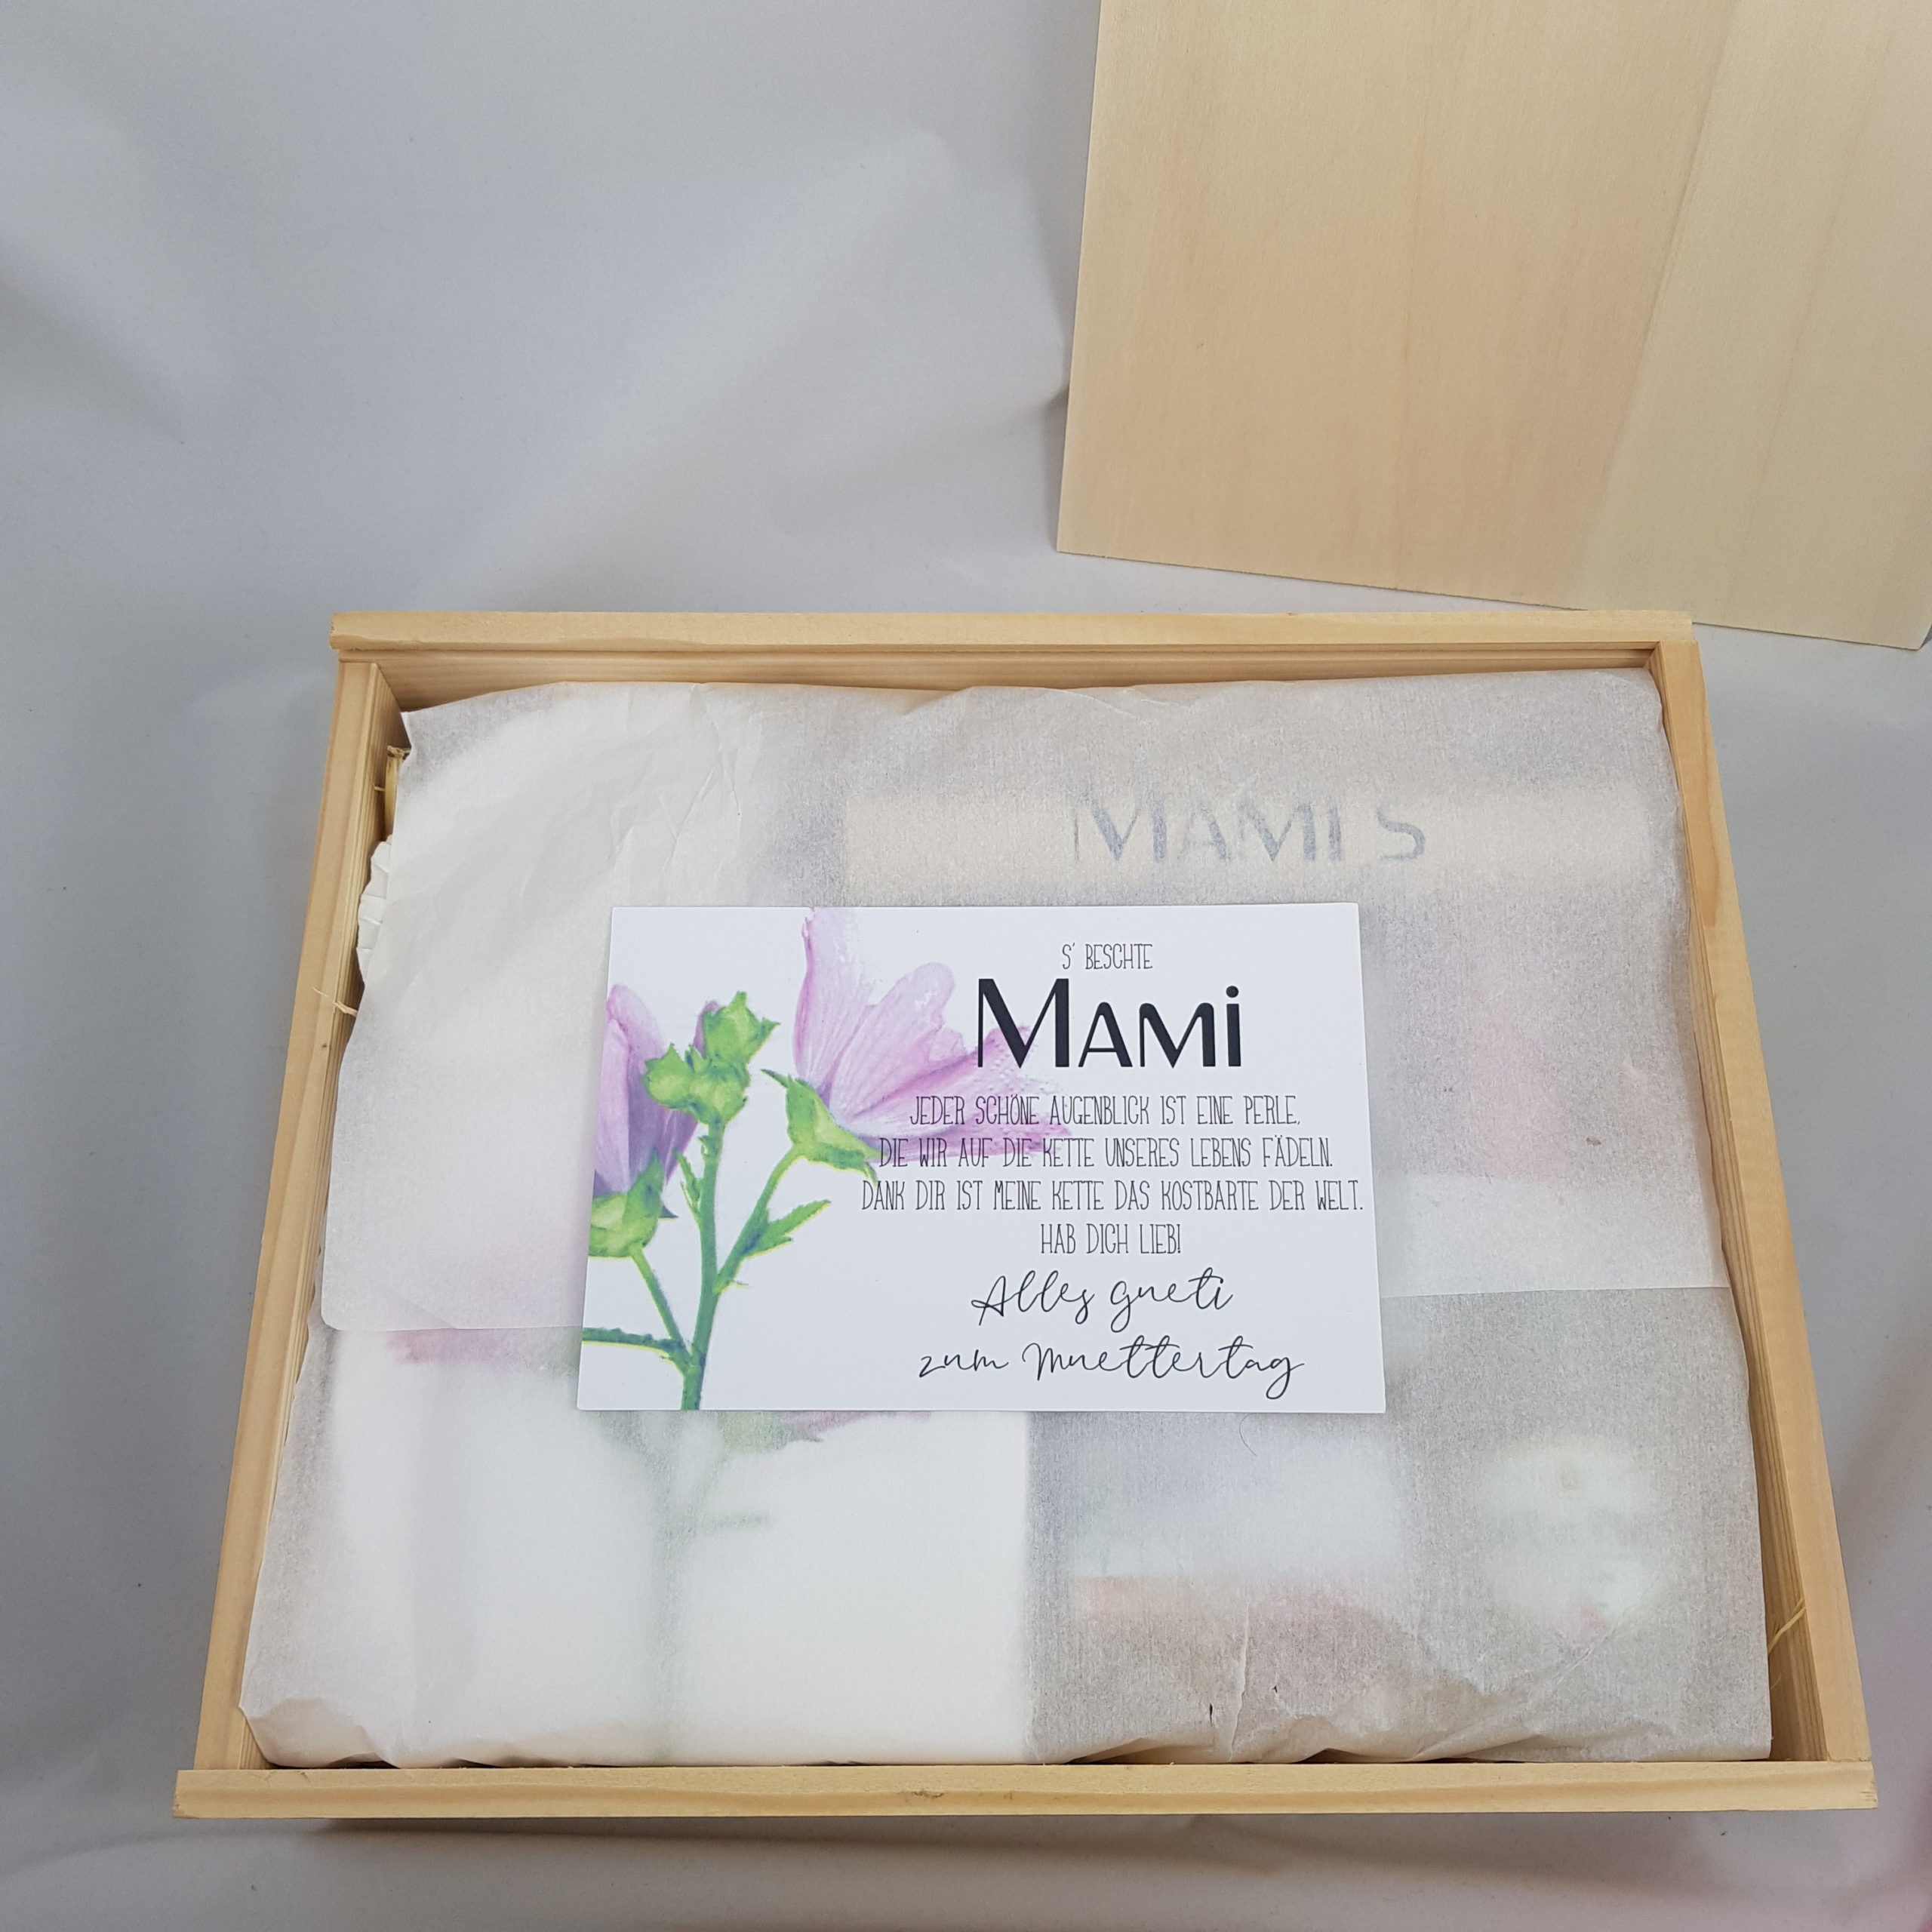 MAMI'S
S' BESCHTE
MAMI
JEDER SCHÖNE AUGENBLICK IST EINE PERLE,
DIE WIR AUF DIE KETTE UNSERES LEBENS FÄDELN.
DANK DIR IST MEINE KETTE DAS KOSTBARTE DER WELT.
HAB DICH LIEB!
Alles gueti
zum Muettertag